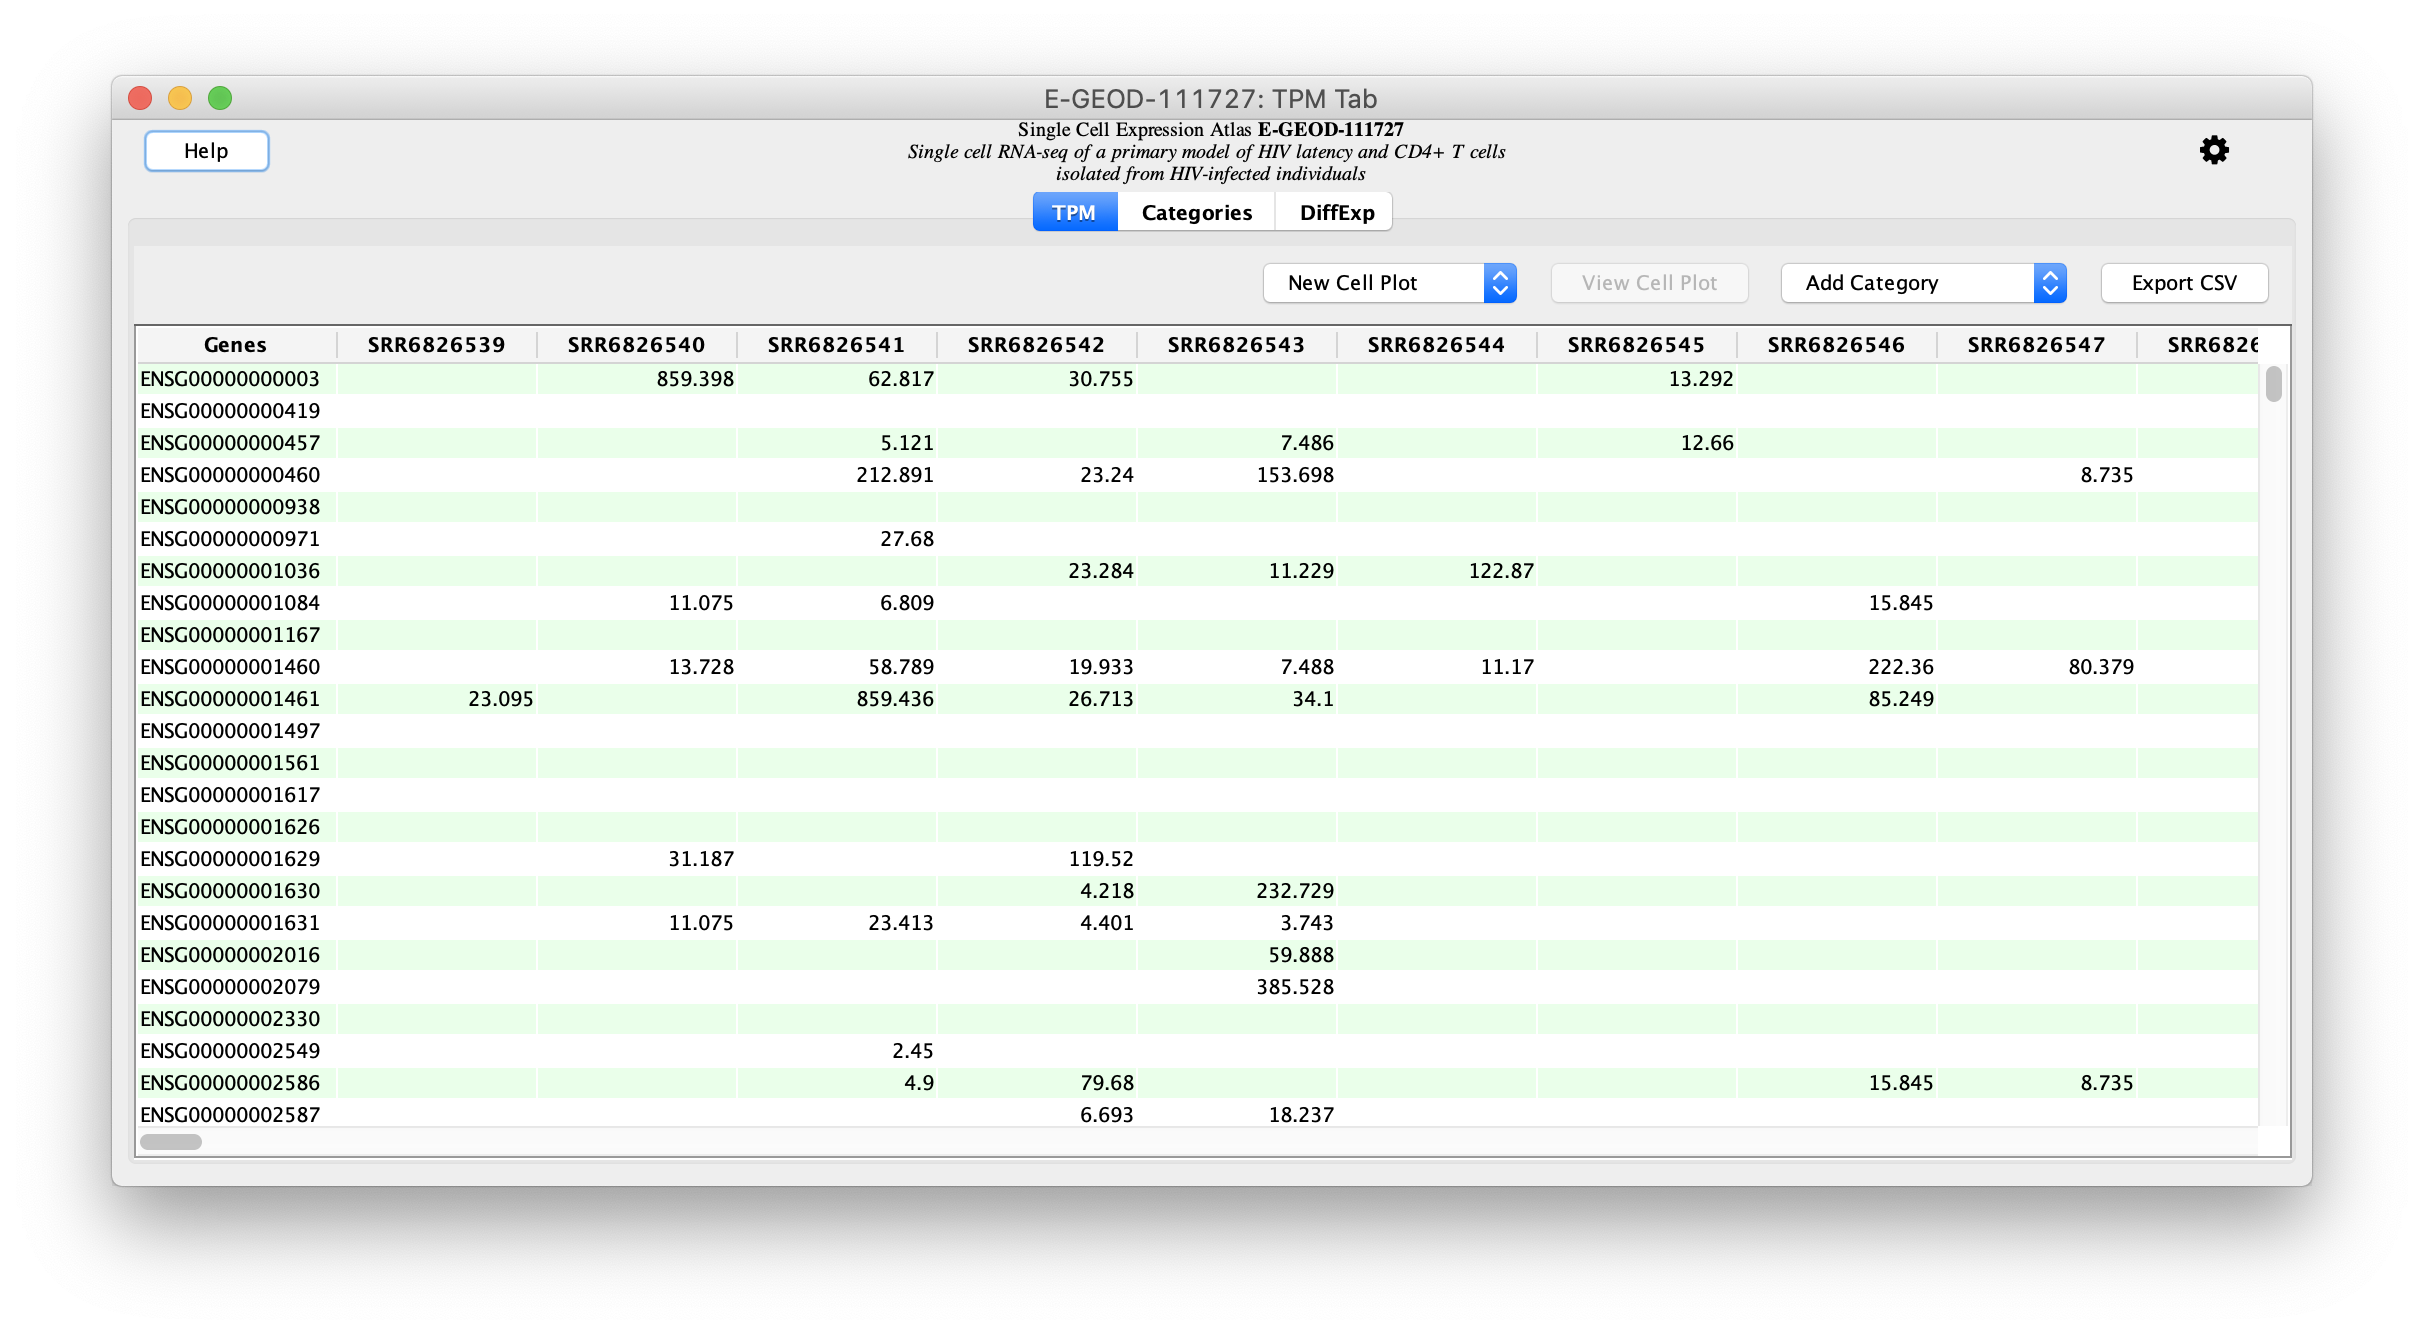 E-GEOD-111727: TPM Tab
Help
Single Cell Expression Atlas E-GEOD-111727
Single cell RNA-seq of a primary model of HIV latency and CD4+ T cells
isolated from HIV-infected individuals
TPM Categories DiffExp
New Cell Plot View Cell Plot Add Category Export CSV
Genes SRR6826539 SRR6826540 SRR6826541 SRR6826542 SRR6826543 SRR6826544 SRR6826545 SRR6826546 SRR6826547 SRR6826
ENSG00000000003 859.398 62.817 30.755 13.292
ENSG00000000419
ENSG00000000457 5.121 7.486 12.66
ENSG00000000460 212.891 23.24 153.698 8.735
ENSG00000000938
ENSG00000000971 27.68
ENSG00000001036 23.284 11.229 122.87
ENSG00000001084 11.075 6.809 15.845
ENSG00000001167
ENSG00000001460 13.728 58.789 19.933 7.488 11.17 222.36 80.379
ENSG00000001461 23.095 859.436 26.713 34.1 85.249
ENSG00000001497
ENSG00000001561
ENSG00000001617
ENSG00000001626
ENSG00000001629 31.187 119.52
ENSG00000001630 4.218 232.729
ENSG00000001631 11.075 23.413 4.401 3.743
ENSG00000002016 59.888
ENSG00000002079 385.528
ENSG00000002330
ENSG00000002549 2.45
ENSG00000002586 4.9 79.68 15.845 8.735
ENSG00000002587 6.693 18.237